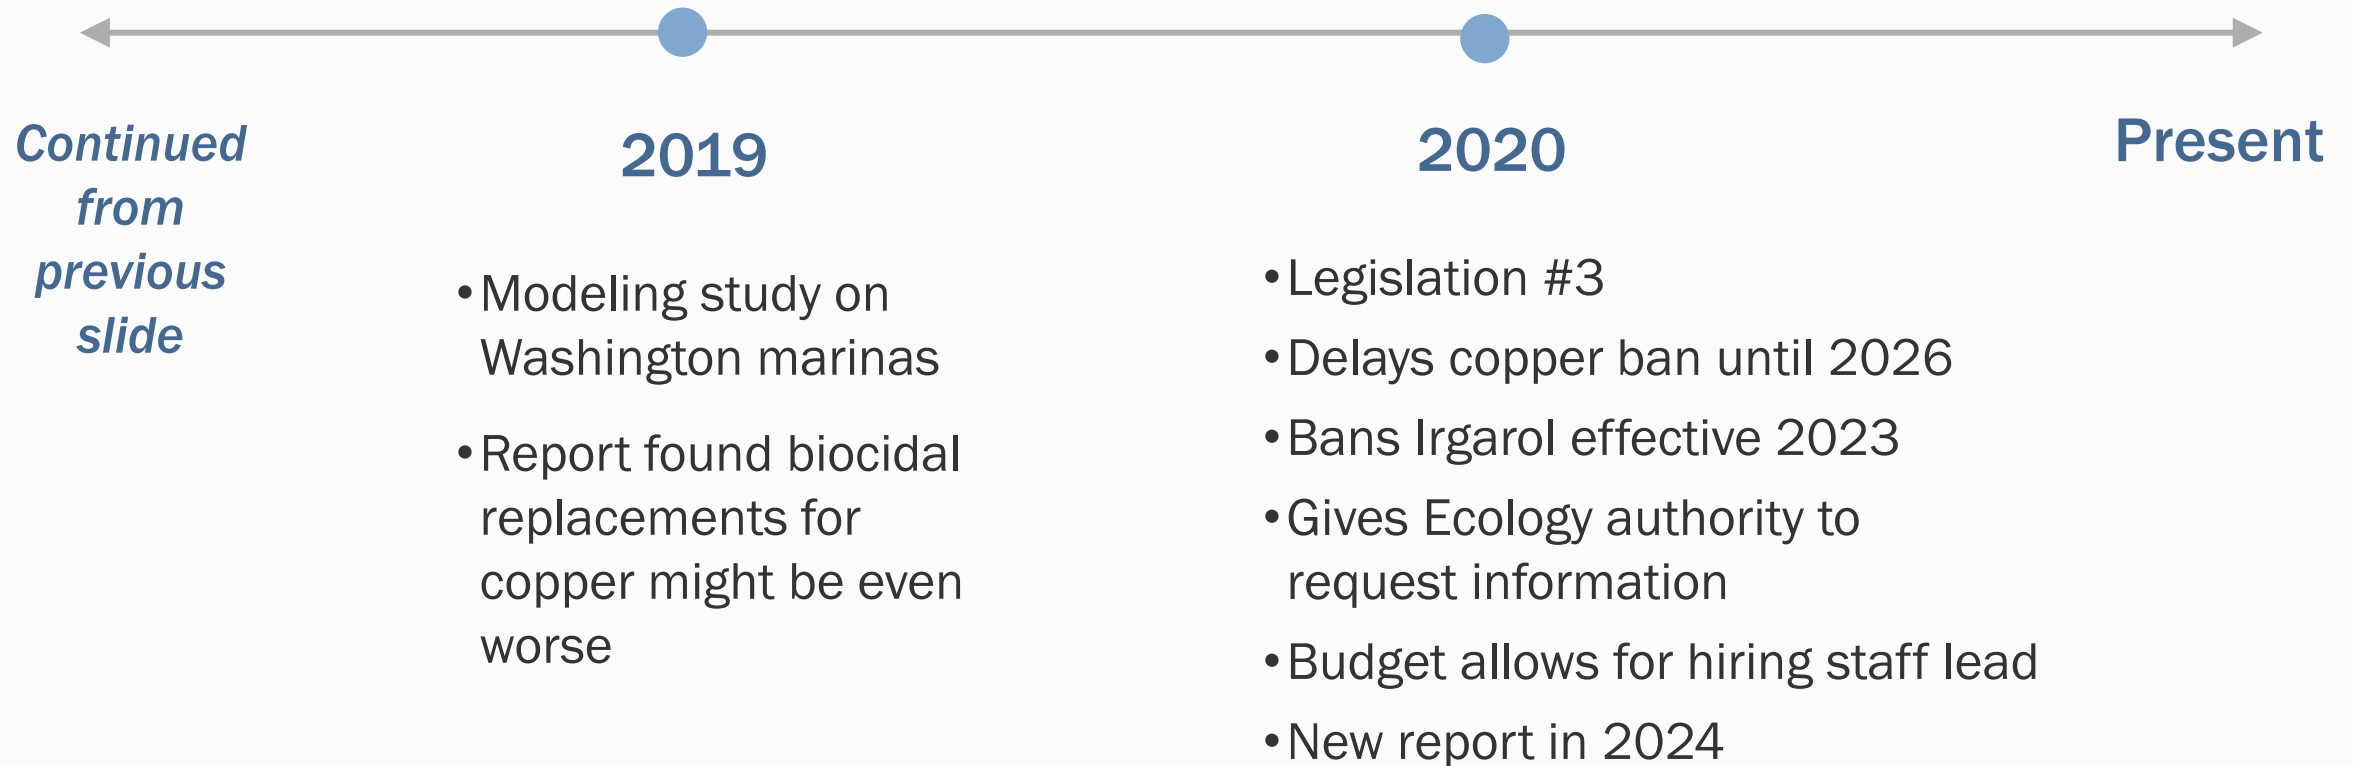 Continued
from
previous
slide
2019
•Modeling study on
Washington marinas
•Report found biocidal
replacements for
copper might be even
worse
2020
•Legislation #3
•Delays copper ban until 2026
•Bans Irgarol effective 2023
•Gives Ecology authority to
request information
•Budget allows for hiring staff lead
•New report in 2024
Present